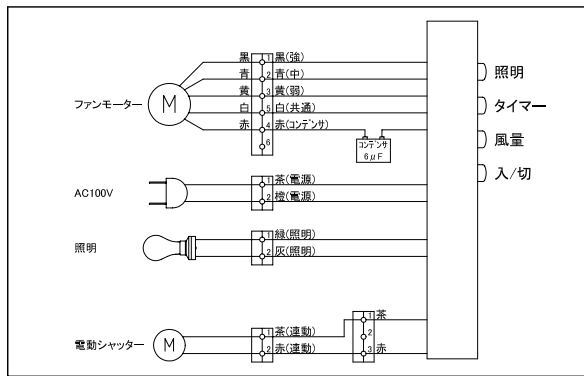 黒 1 黒(強)
青 2 青(中)
黄 3 黄(弱)
白 5 白(共通)
赤 4 赤(コンデンサ)
6
ファンモーター
M
コンデンサ
6μF
照明
タイマー
風量
入/切
AC100V
1 茶(電源)
2 橙(電源)
照明
1 緑(照明)
2 灰(照明)
電動シャッター
M
1 茶(連動)
2 赤(連動)
1 茶
2
3 赤